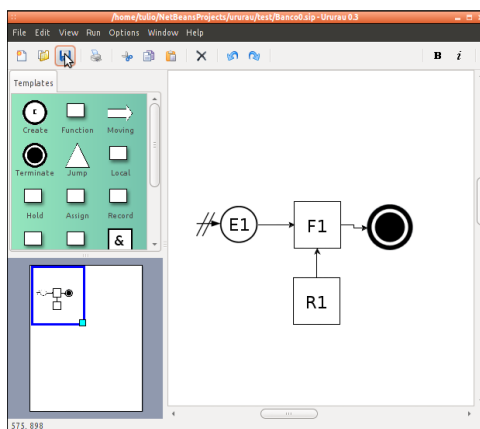 /home/tulio/NetBeansProjects/ururau/test/Banco0.sip - Ururau 0.3
File Edit View Run Options Window Help
B i
Templates
Create Function Moving
Terminate Jump Local
Hold Assign Record
&
E1 F1
R1
575, 898